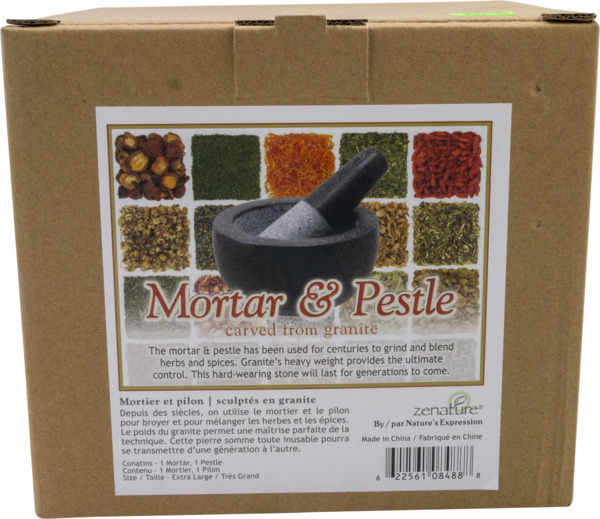 Mortar & Pestle
carved from granite
The mortar & pestle has been used for centuries to grind and blend
herbs and spices. Granite's heavy weight provides the ultimate
control. This hard-wearing stone will last for generations to come.
Mortier et pilon | sculptés en granite
Depuis des siècles, on utilise le mortier et le pilon
pour broyer et pour mélanger les herbes et les épices.
Le poids du granite permet une maîtrise parfaite de la
technique. Cette pierre somme toute inusable pourra
se transmettre d'une génération à l'autre.
Conatins - 1 Mortar, 1 Pestle
Contenu - 1 Mortier, 1 Pilon
Size / Taille - Extra Large / Très Grand
zenature®
By / par Nature's Expression
Made in China / Fabriqué en Chine
6 22561 08488 8